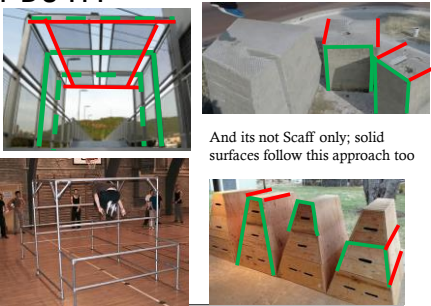 And its not Scaff only; solid
surfaces follow this approach too